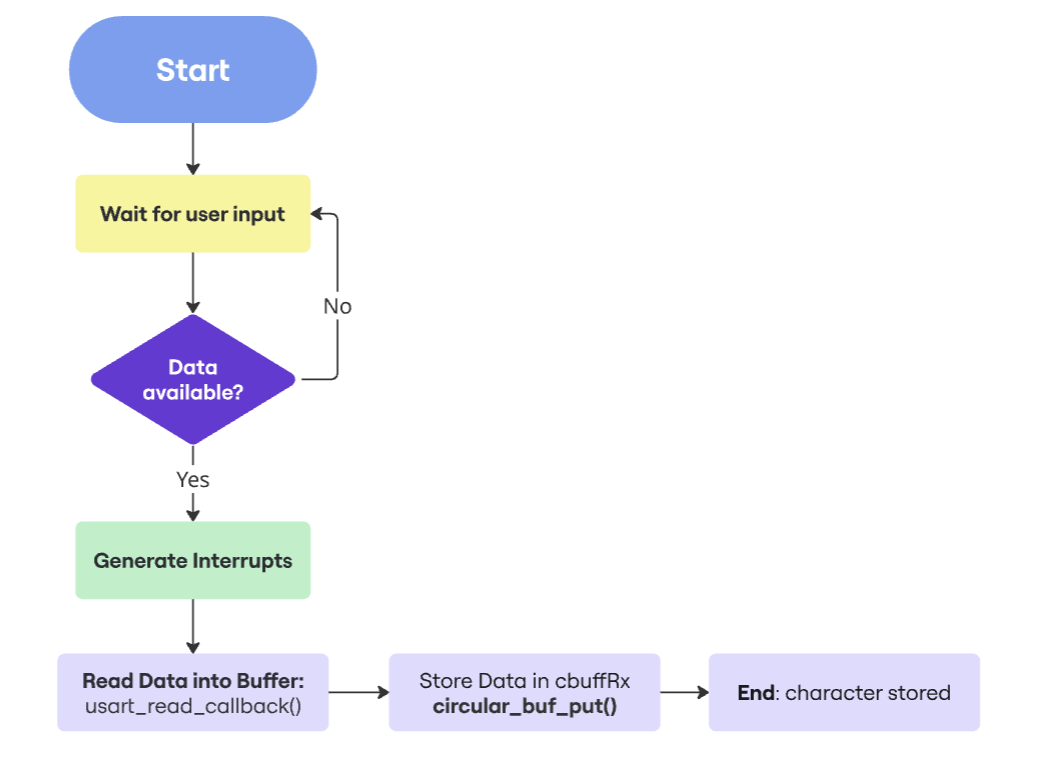 Start
Wait for user input
No
Data
available?
Yes
Generate Interrupts
Read Data into Buffer:
usart_read_callback()
Store Data in cbuffRx
circular_buf_put()
End: character stored